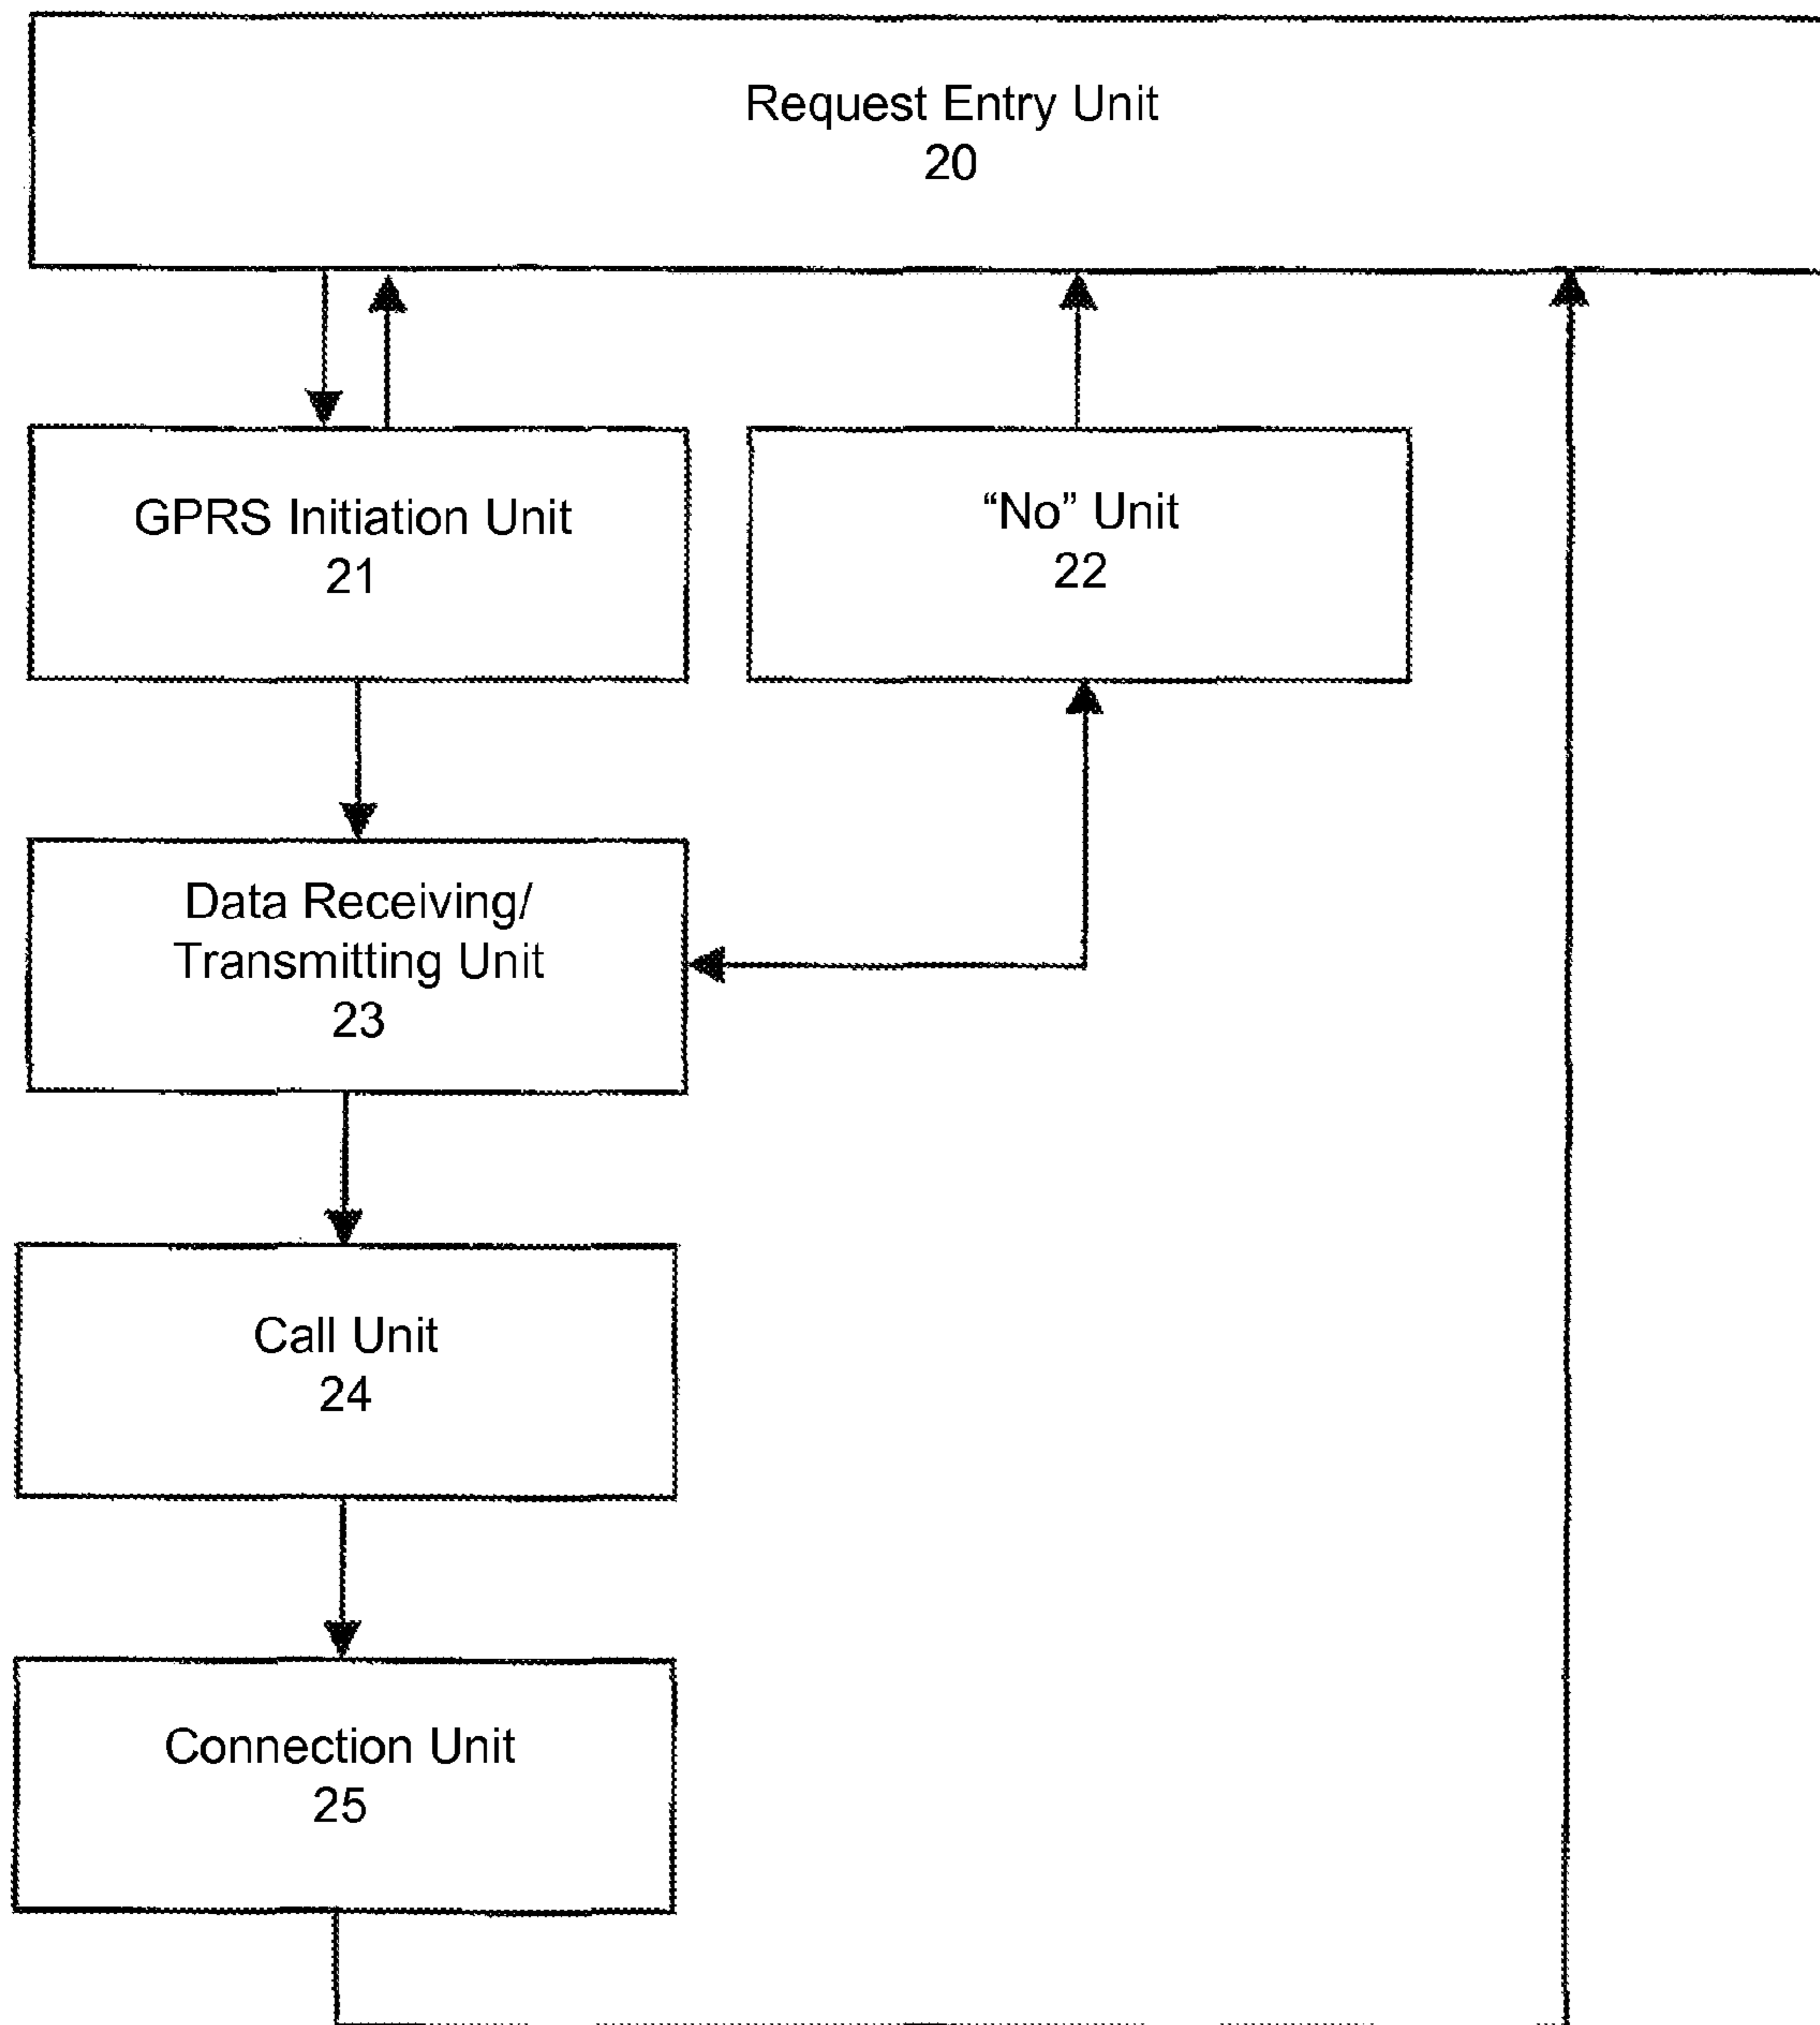 Request Entry Unit
20
GPRS Initiation Unit
21
“No” Unit
22
Data Receiving/
Transmitting Unit
23
Call Unit
24
Connection Unit
25